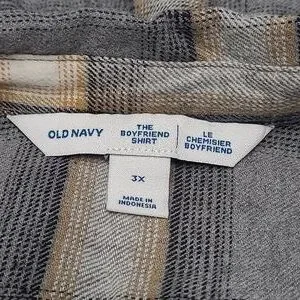 OLD NAVY
THE
BOYFRIEND
SHIRT
LE
CHEMISIER
BOYFRIEND
3X
MADE IN
INDONESIA